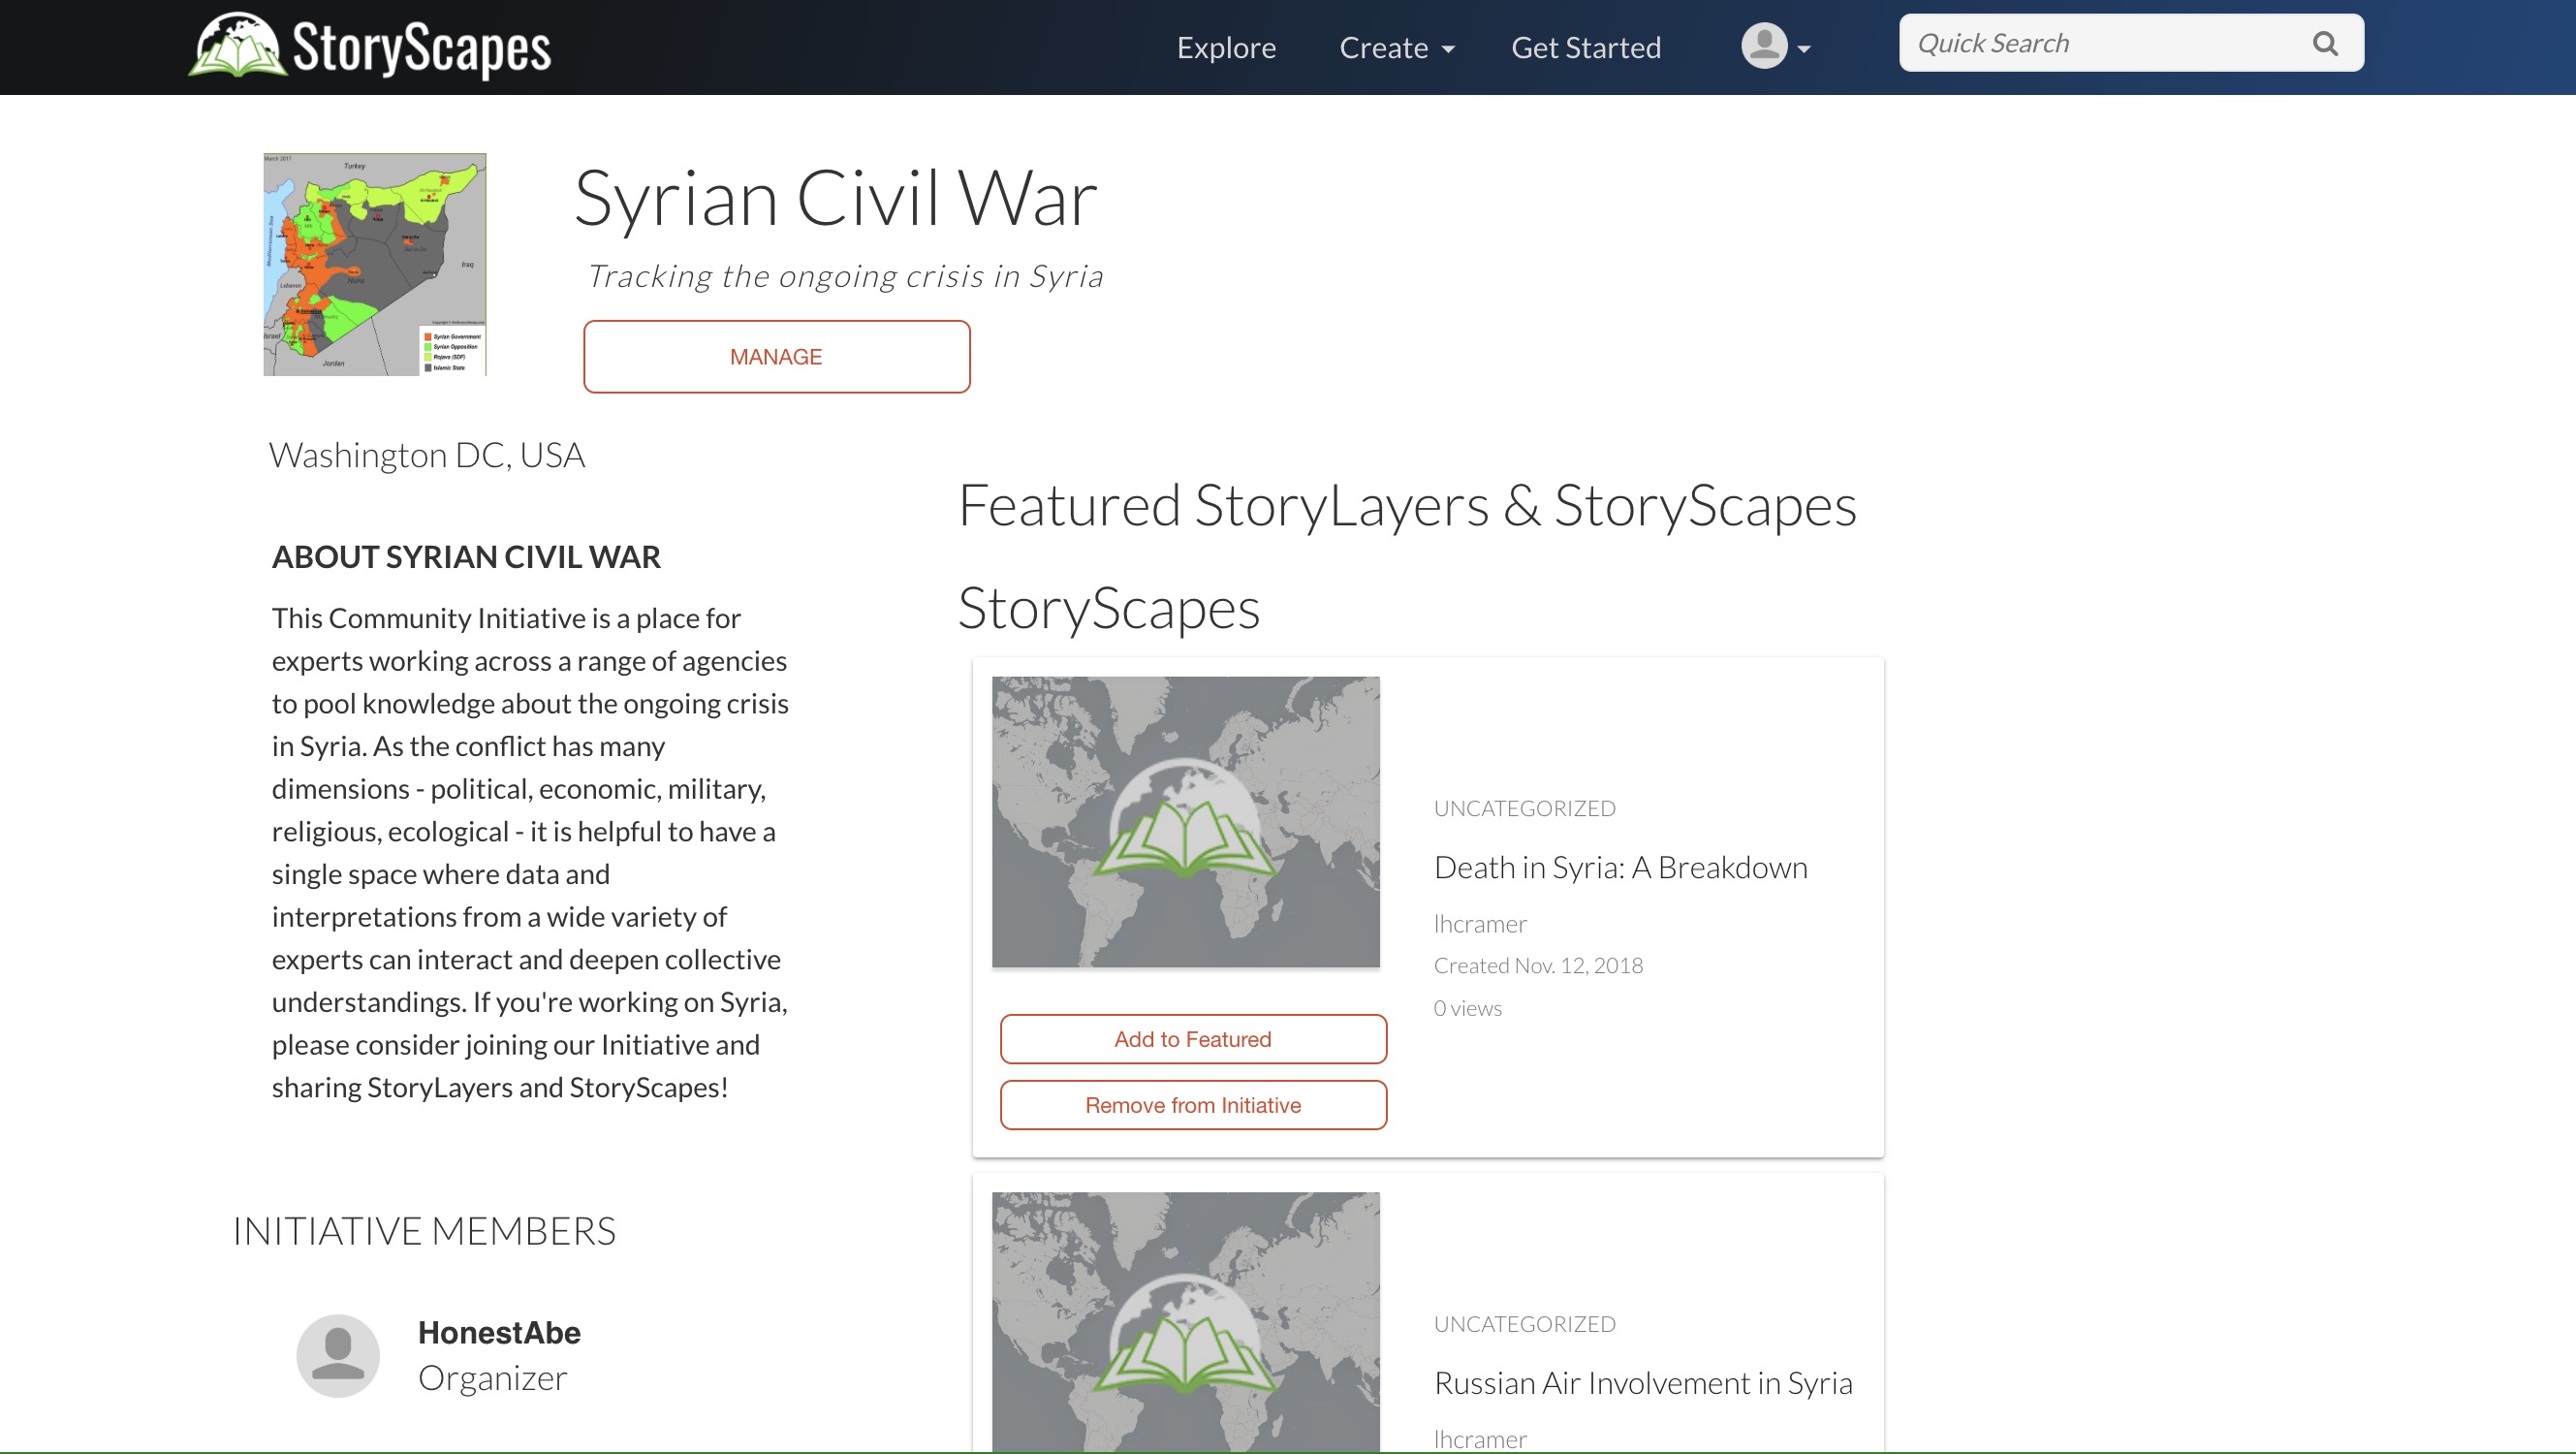 StoryScapes
Explore
Create
Get Started
Quick Search
March 2017
Turkey
Mediterranean Sea
Iraq
Lebanon
Israel
Jordan
Syrian Government
Syrian Opposition
Rojava (SDF)
Islamic State
Syrian Civil War
Tracking the ongoing crisis in Syria
MANAGE
Washington DC, USA
ABOUT SYRIAN CIVIL WAR
This Community Initiative is a place for
experts working across a range of agencies
to pool knowledge about the ongoing crisis
in Syria. As the conflict has many
dimensions - political, economic, military,
religious, ecological - it is helpful to have a
single space where data and
interpretations from a wide variety of
experts can interact and deepen collective
understandings. If you're working on Syria,
please consider joining our Initiative and
sharing StoryLayers and StoryScapes!
INITIATIVE MEMBERS
HonestAbe
Organizer
Featured StoryLayers & StoryScapes
StoryScapes
UNCATEGORIZED
Death in Syria: A Breakdown
lhcramer
Created Nov. 12, 2018
0 views
Add to Featured
Remove from Initiative
UNCATEGORIZED
Russian Air Involvement in Syria
lhcramer